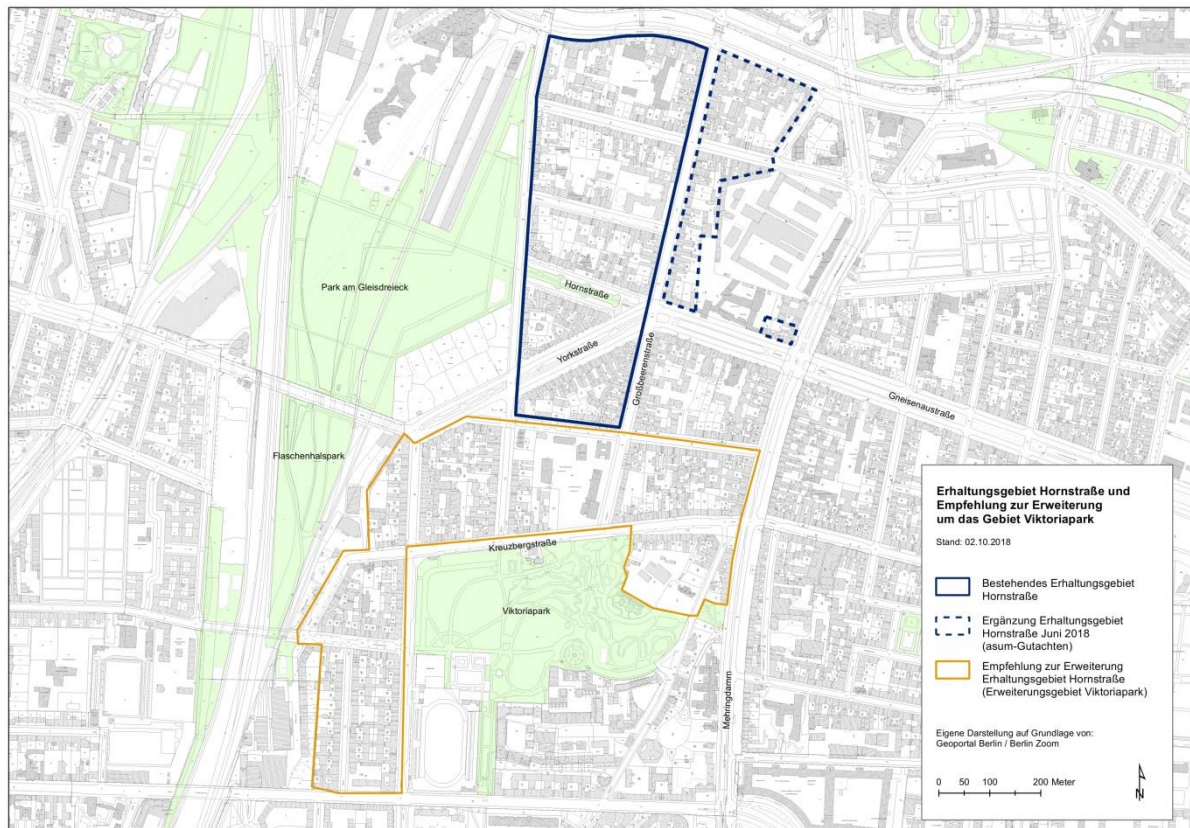 Park am Gleisdreieck
Hornstraße
Yorkstraße
Großbeerenstraße
Gneisenaustraße
Flaschenhalspark
Kreuzbergstraße
Viktoriapark
Mehringdamm
Erhaltungsgebiet Hornstraße und
Empfehlung zur Erweiterung
um das Gebiet Viktoriapark
Stand: 02.10.2018
Bestehendes Erhaltungsgebiet
Hornstraße
Ergänzung Erhaltungsgebiet
Hornstraße Juni 2018
(asum-Gutachten)
Empfehlung zur Erweiterung
Erhaltungsgebiet Hornstraße
(Erweiterungsgebiet Viktoriapark)
Eigene Darstellung auf Grundlage von:
Geoportal Berlin / Berlin Zoom
0 50 100 200 Meter
N